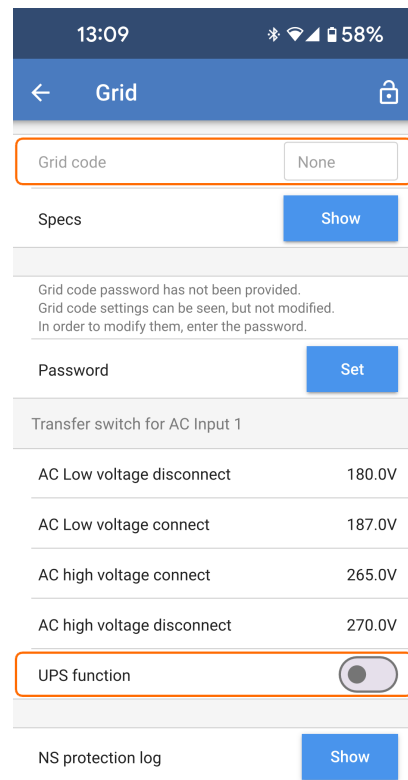 13:09 58%
Grid
Grid code None
Specs Show
Grid code password has not been provided.
Grid code settings can be seen, but not modified.
In order to modify them, enter the password.
Password Set
Transfer switch for AC Input 1
AC Low voltage disconnect 180.0V
AC Low voltage connect 187.0V
AC high voltage connect 265.0V
AC high voltage disconnect 270.0V
UPS function
NS protection log Show